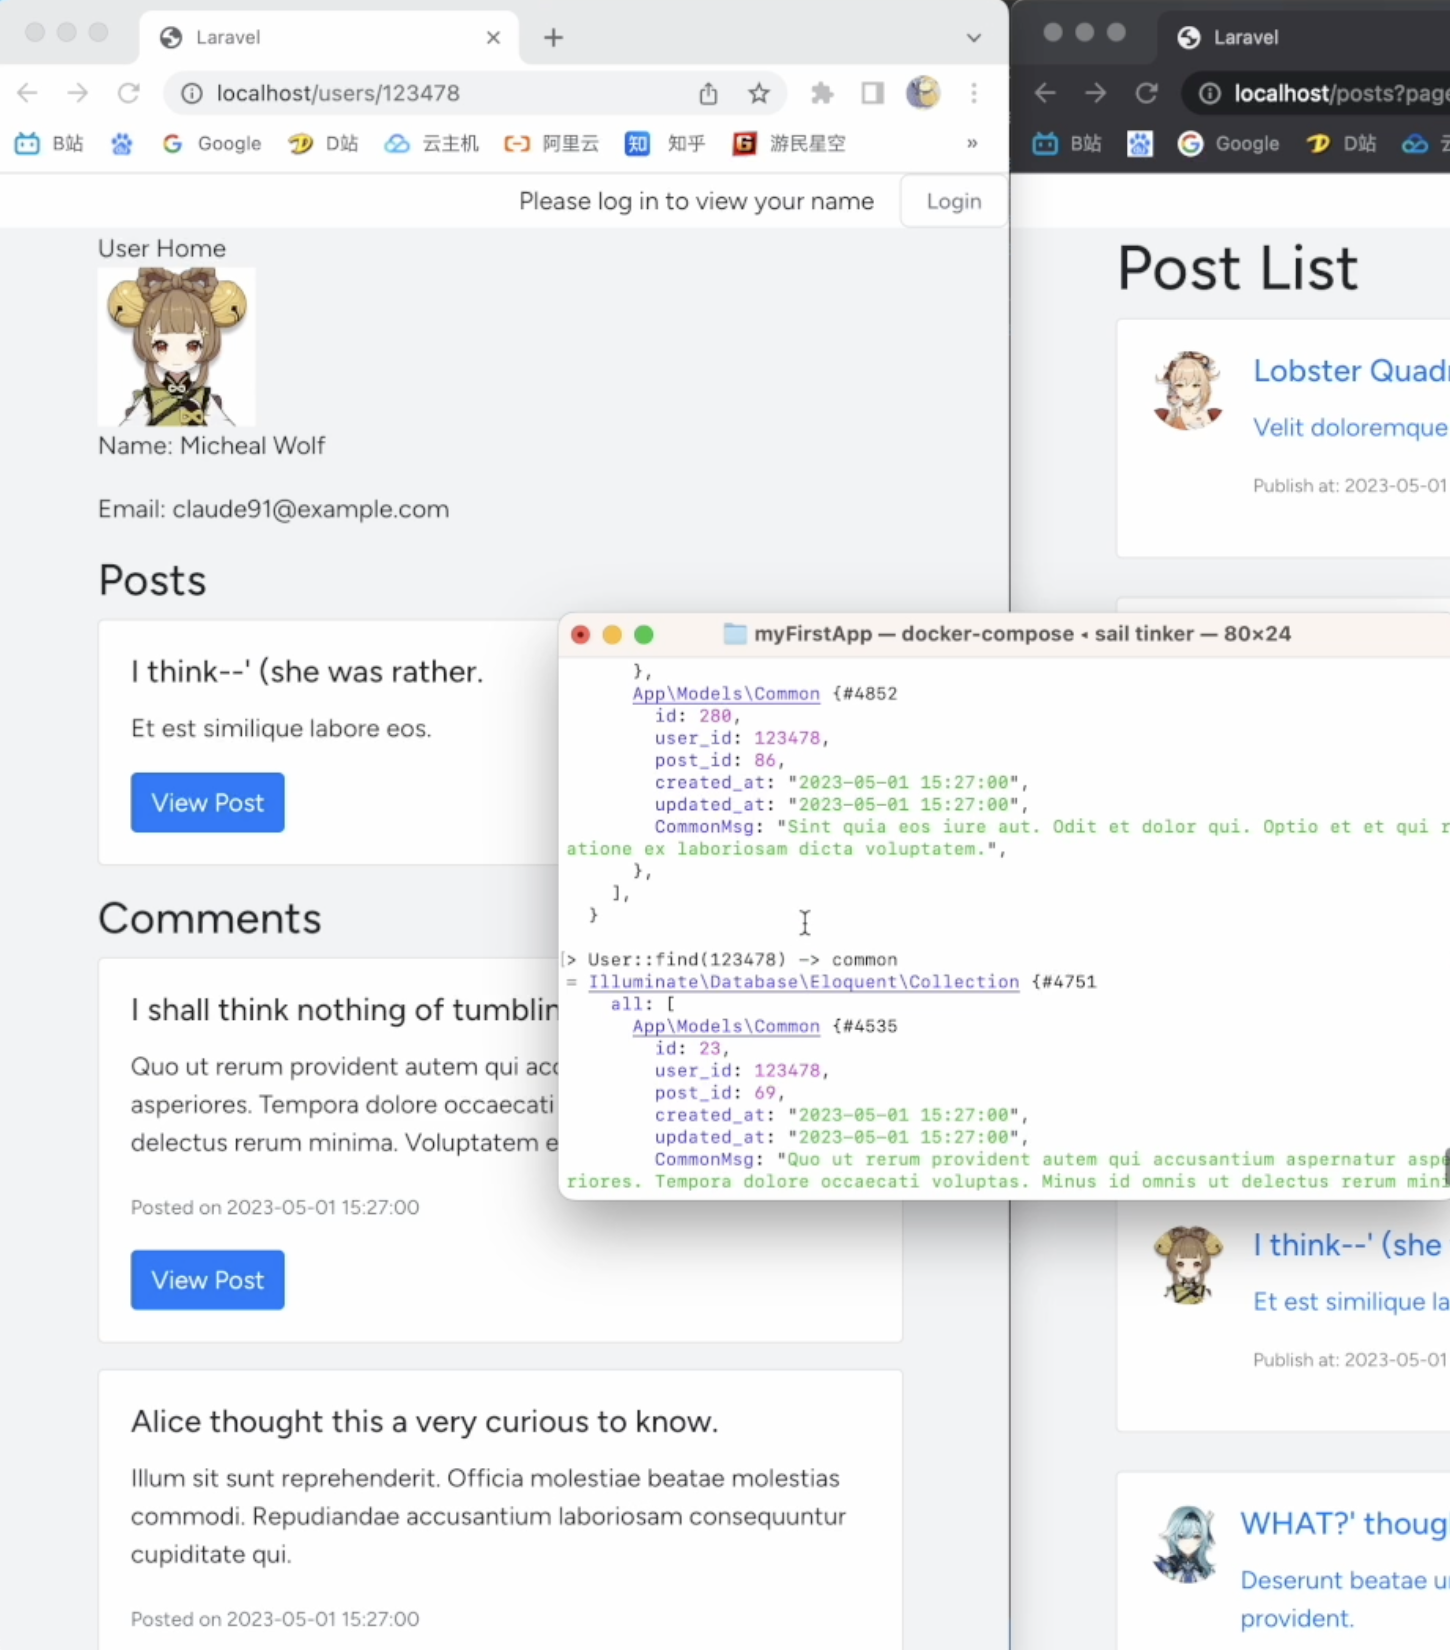 Laravel
localhost/users/123478
B站 Google D站 云主机 阿里云 知 知乎 G 游民星空 »
Please log in to view your name Login
User Home
Name: Micheal Wolf
Email: claude91@example.com
Posts
I think--' (she was rather.
Et est similique labore eos.
View Post
Comments
I shall think nothing of tumblin
Quo ut rerum provident autem qui acc
asperiores. Tempora dolore occaecati
delectus rerum minima. Voluptatem e
Posted on 2023-05-01 15:27:00
View Post
Alice thought this a very curious to know.
Illum sit sunt reprehenderit. Officia molestiae beatae molestias
commodi. Repudiandae accusantium laboriosam consequuntur
cupiditate qui.
Posted on 2023-05-01 15:27:00
myFirstApp — docker-compose ◂ sail tinker — 80×24
},
App\Models\Common {#4852
id: 280,
user_id: 123478,
post_id: 86,
created_at: "2023-05-01 15:27:00",
updated_at: "2023-05-01 15:27:00",
CommonMsg: "Sint quia eos iure aut. Odit et dolor qui. Optio et et qui r
atione ex laboriosam dicta voluptatem.",
},
],
}
[> User::find(123478) -> common
= Illuminate\Database\Eloquent\Collection {#4751
all: [
App\Models\Common {#4535
id: 23,
user_id: 123478,
post_id: 69,
created_at: "2023-05-01 15:27:00",
updated_at: "2023-05-01 15:27:00",
CommonMsg: "Quo ut rerum provident autem qui accusantium aspernatur aspe
riores. Tempora dolore occaecati voluptas. Minus id omnis ut delectus rerum mini
Laravel
localhost/posts?page
B站 Google D站
Post List
Lobster Quadr
Velit doloremque
Publish at: 2023-05-01
I think--' (she
Et est similique la
Publish at: 2023-05-01
WHAT?' though
Deserunt beatae u
provident.